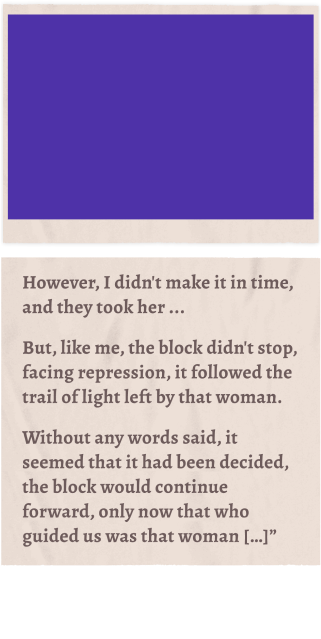 However, I didn't make it in time,
and they took her ...
But, like me, the block didn't stop,
facing repression, it followed the
trail of light left by that woman.
Without any words said, it
seemed that it had been decided,
the block would continue
forward, only now that who
guided us was that woman [...]”